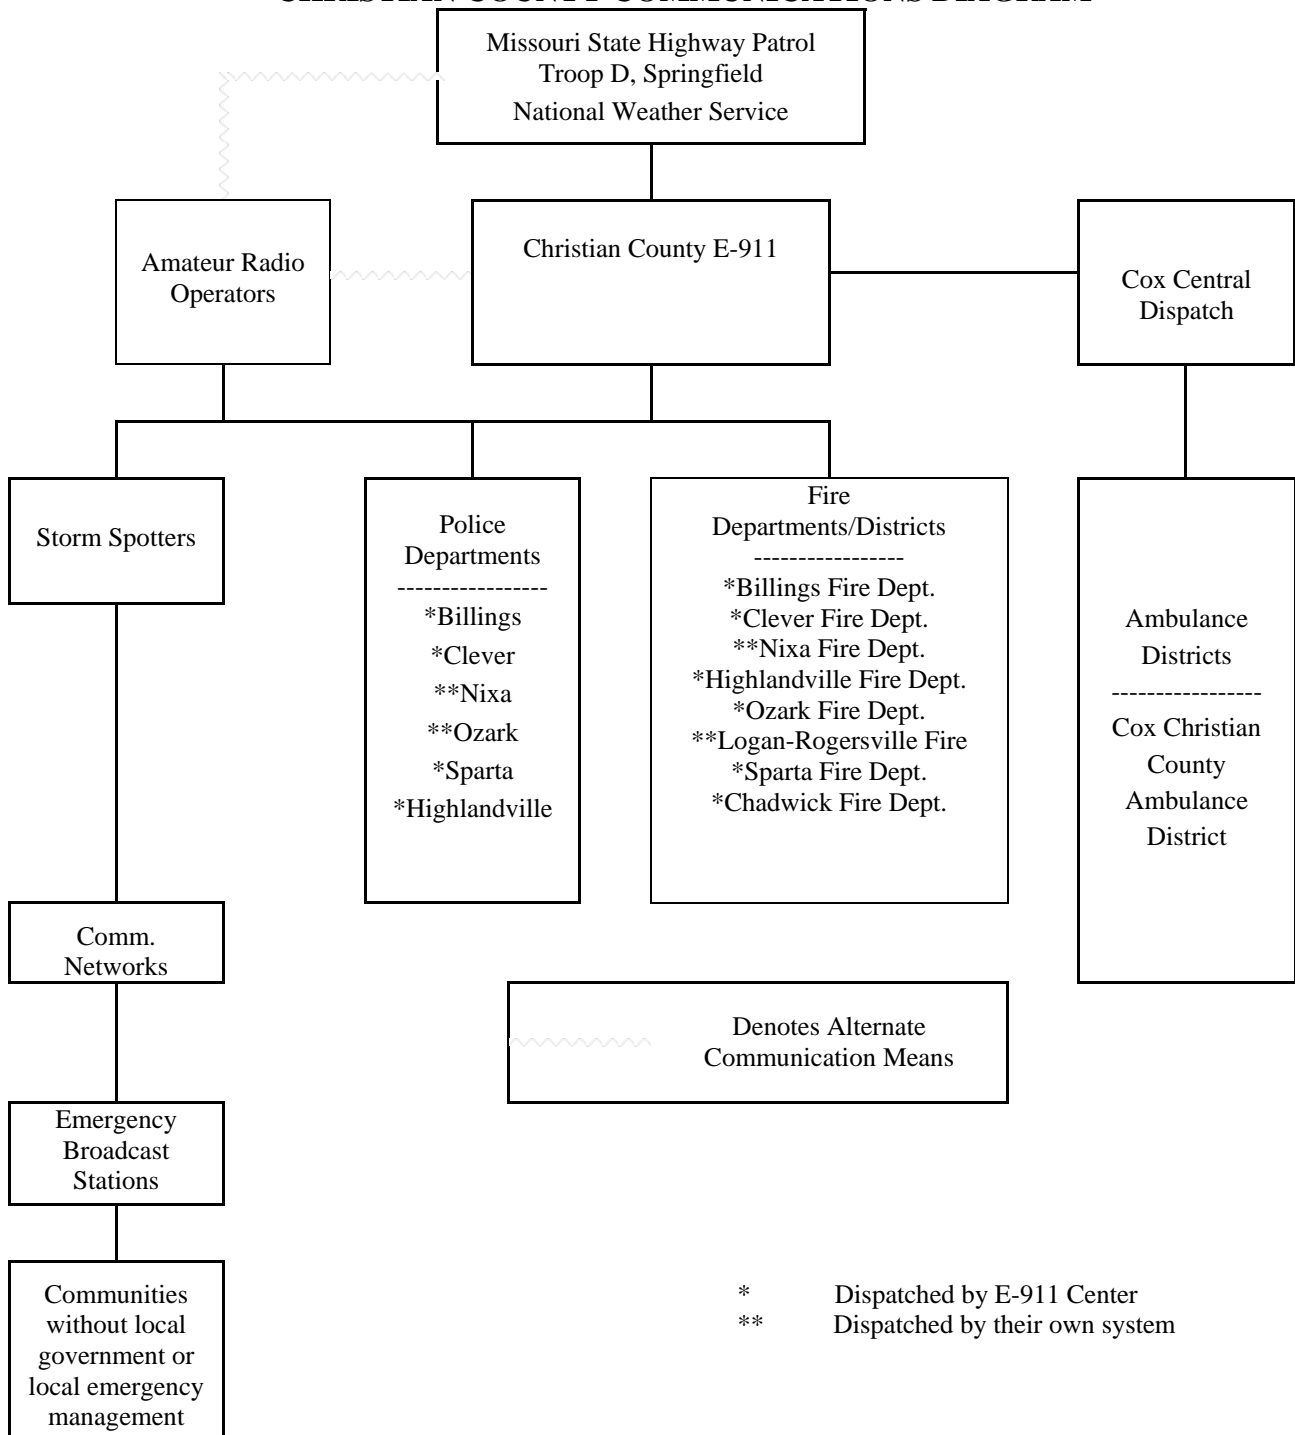 CHRISTIAN COUNTY COMMUNICATIONS DIAGRAM
Missouri State Highway Patrol
Troop D, Springfield
National Weather Service
Amateur Radio
Operators
Christian County E-911
Cox Central
Dispatch
Storm Spotters
Police
Departments
-----------------
*Billings
*Clever
**Nixa
**Ozark
*Sparta
*Highlandville
Fire
Departments/Districts
-----------------
*Billings Fire Dept.
*Clever Fire Dept.
**Nixa Fire Dept.
*Highlandville Fire Dept.
*Ozark Fire Dept.
**Logan-Rogersville Fire
*Sparta Fire Dept.
*Chadwick Fire Dept.
Ambulance
Districts
-----------------
Cox Christian
County
Ambulance
District
Comm.
Networks
Denotes Alternate
Communication Means
Emergency
Broadcast
Stations
Communities
without local
government or
local emergency
management
* Dispatched by E-911 Center
** Dispatched by their own system